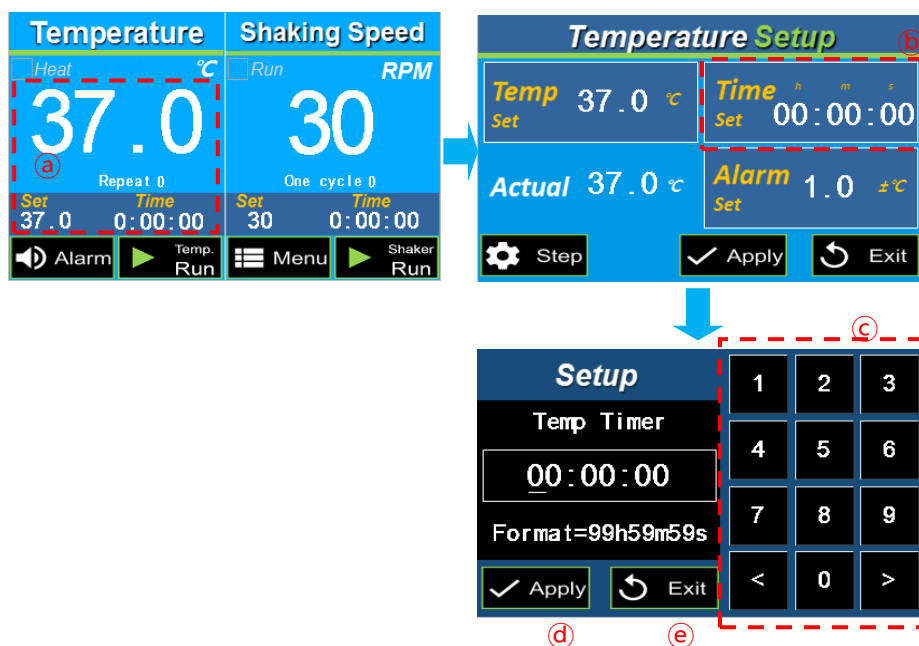 Temperature
Shaking Speed
Heat
℃
Run
RPM
37.0
30
ⓐ
Repeat 0
One cycle 0
Set
Time
Set
Time
37.0
0:00:00
30
0:00:00
Alarm
Temp. Run
Menu
Shaker Run
Temperature Setup
ⓑ
Temp Set
37.0 ℃
Time Set
h m s
00:00:00
Actual 37.0 ℃
Alarm Set
1.0 ±℃
Step
Apply
Exit
ⓒ
Setup
Temp Timer
00:00:00
Format=99h59m59s
Apply
Exit
1 2 3
4 5 6
7 8 9
< 0 >
ⓓ
ⓔ